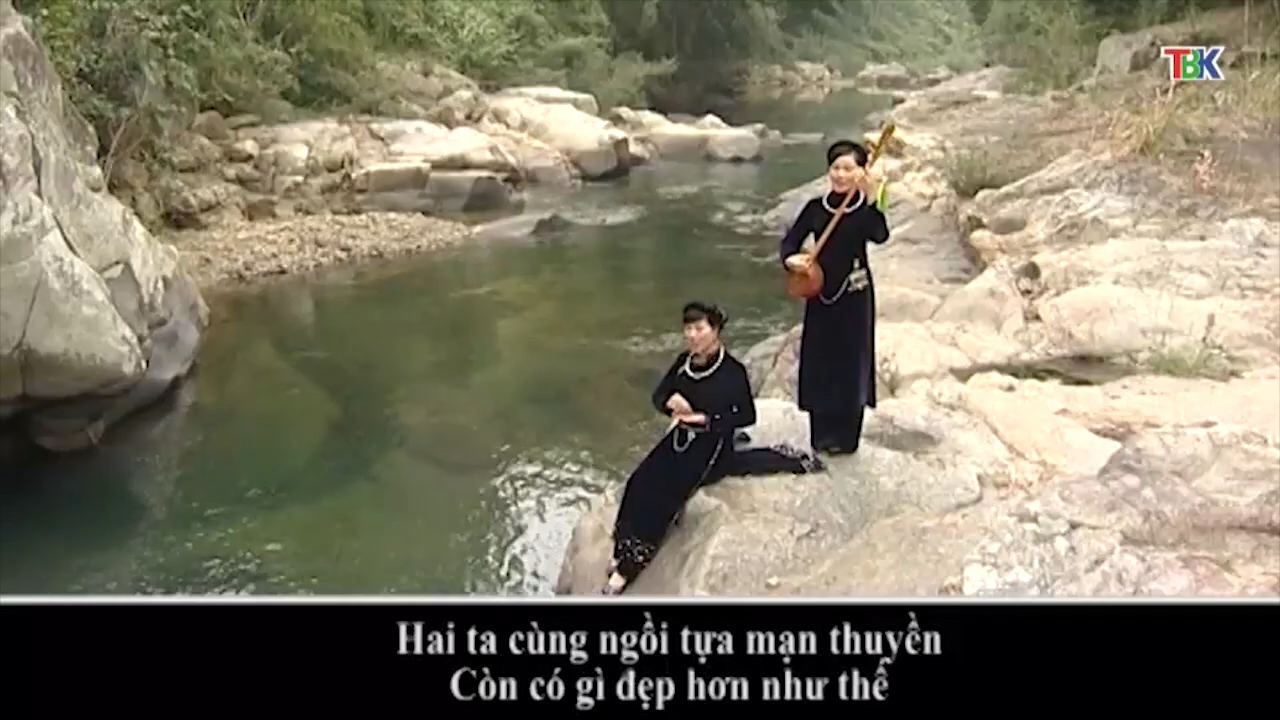 TBK
Hai ta cùng ngồi tựa mạn thuyền
Còn có gì đẹp hơn như thế